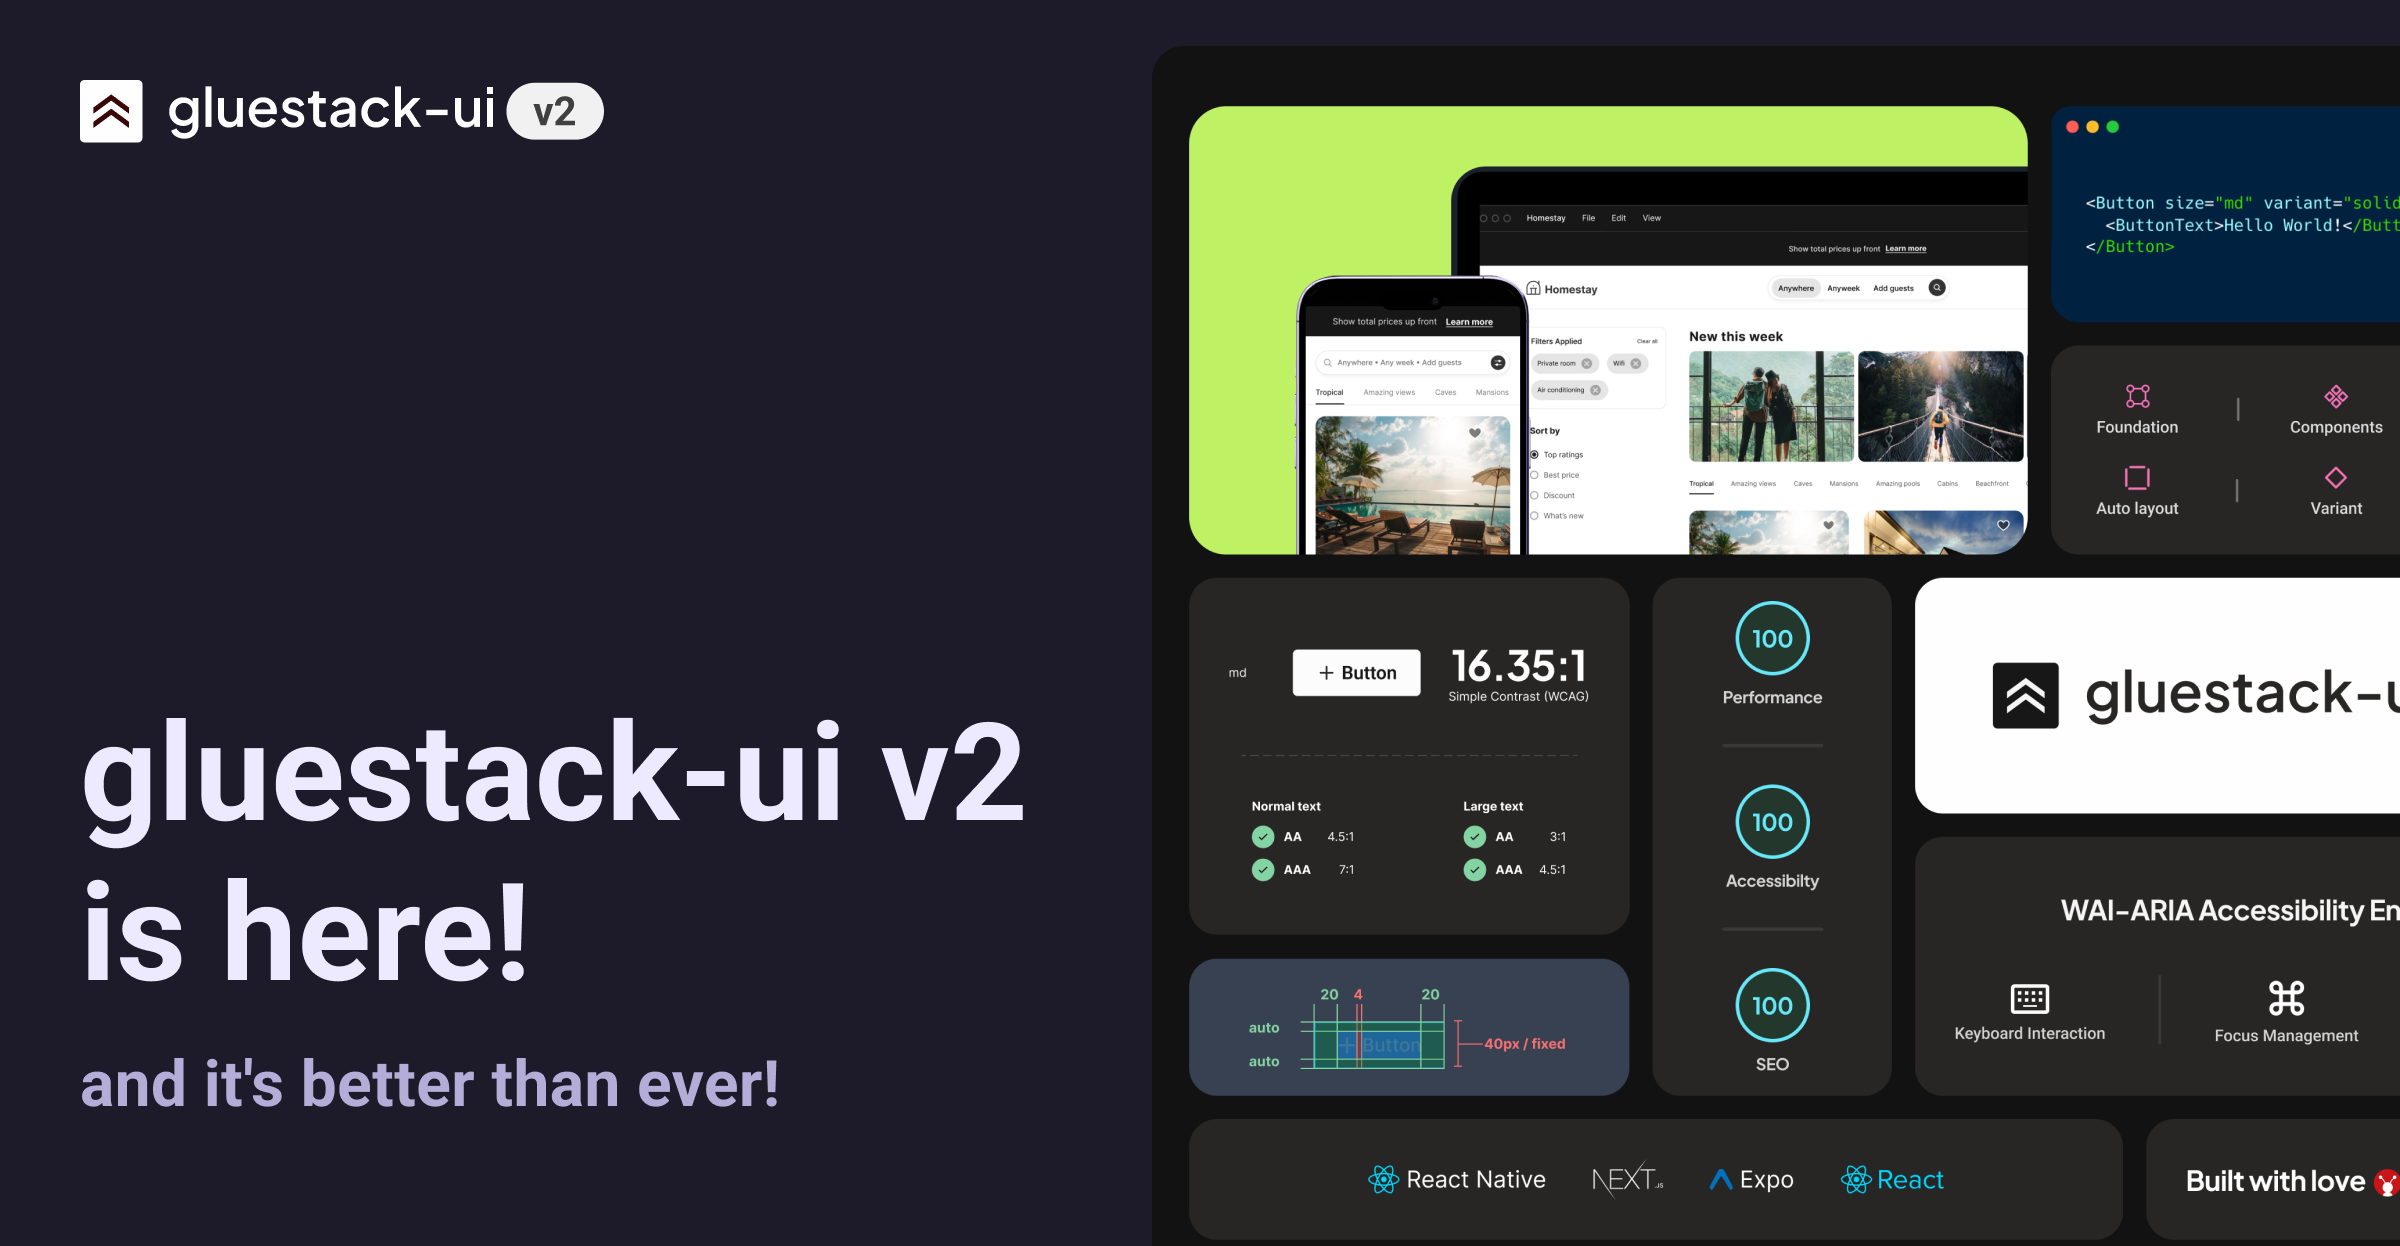 gluestack-ui v2
gluestack-ui v2
is here!
and it's better than ever!
Homestay File Edit View
Show total prices up front Learn more
Homestay
Anywhere Anyweek Add guests
Filters Applied Clear all
Private room Wifi
Air conditioning
Sort by
Top ratings
Best price
Discount
What's new
New this week
Tropical Amazing views Caves Mansions Amazing pools Cabins Beachfront
Show total prices up front Learn more
Anywhere • Any week • Add guests
Tropical Amazing views Caves Mansions
<Button size="md" variant="solid
<ButtonText>Hello World!</Butt
</Button>
Foundation Components
Auto layout Variant
md + Button 16.35:1
Simple Contrast (WCAG)
Normal text Large text
AA 4.5:1 AA 3:1
AAA 7:1 AAA 4.5:1
100
Performance
100
Accessibilty
100
SEO
gluestack-u
WAI-ARIA Accessibility En
Keyboard Interaction Focus Management
20 4 20
auto
+ Button
40px / fixed
auto
React Native NEXT.JS Expo React
Built with love